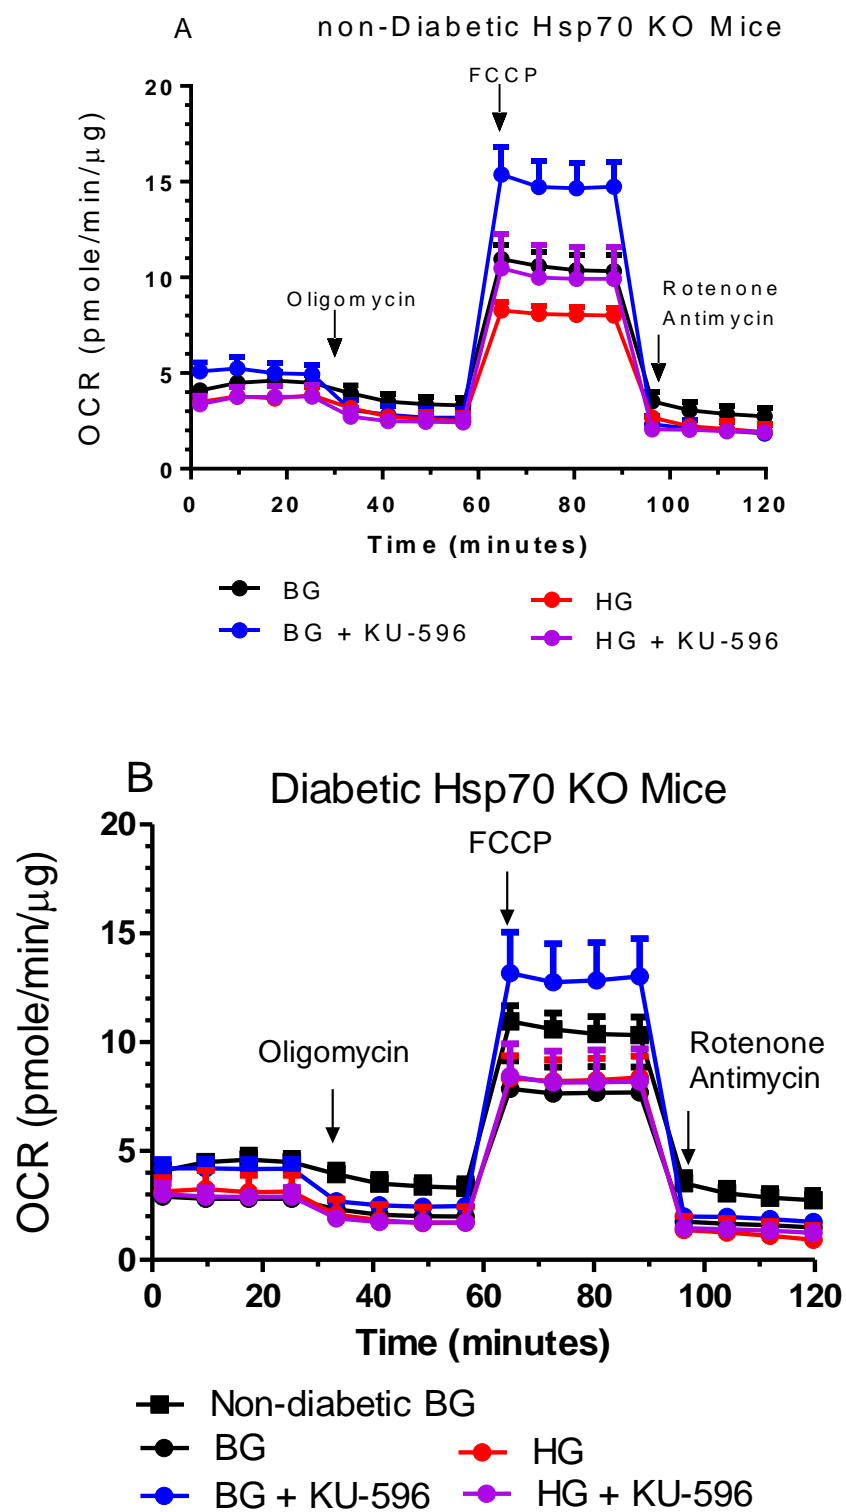 A
non-Diabetic Hsp70 KO Mice
FCCP
20
15
10
5
0
OCR (pmole/min/μg)
Oligomycin
Rotenone
Antimycin
0 20 40 60 80 100 120
Time (minutes)
BG
HG
BG + KU-596
HG + KU-596
B
Diabetic Hsp70 KO Mice
FCCP
20
15
10
5
0
OCR (pmole/min/μg)
Oligomycin
Rotenone
Antimycin
0 20 40 60 80 100 120
Time (minutes)
Non-diabetic BG
BG
HG
BG + KU-596
HG + KU-596